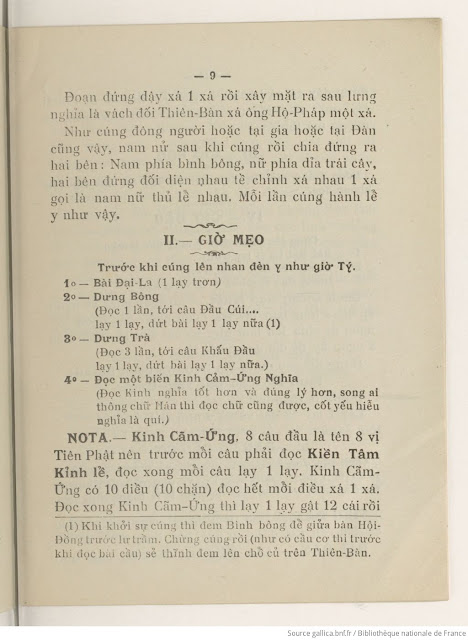 — 9 —
Đoạn đứng dậy xá 1 xá rồi xây mặt ra sau lưng
nghĩa là vách đối Thiên-Bàn xá ông Hộ-Pháp một xá.
Như cúng đông người hoặc tại gia hoặc tại Đàn
cũng vậy, nam nữ sau khi cúng rồi chia đứng ra
hai bên : Nam phía bình bông, nữ phía dĩa trái cây,
hai bên đứng đối diện nhau tề chỉnh xá nhau 1 xá
gọi là nam nữ thủ lễ nhau. Mỗi lần cúng hành lễ
y như vậy.
II.— GIỜ MẸO
Trước khi cúng lên nhan đèn y như giờ Tý.
1o — Bài Đại-La (1 lạy trơn)
2o — Dưng Bông
(Đọc 1 lần, tới câu Đầu Cúi....
lạy 1 lạy, dứt bài lạy 1 lạy nữa (1)
3o — Dưng Trà
(Đọc 3 lần, tới câu Khấu Đầu
lạy 1 lạy, dứt bài lạy 1 lạy nữa.)
4o — Đọc một biến Kinh Cảm-Ứng Nghĩa
(Đọc Kinh nghĩa tốt hơn và đúng lý hơn, song ai
thông chữ Hán thì đọc chữ cũng được, cốt yếu hiểu
nghĩa là quí.)
NOTA.— Kinh Cãm-Ứng, 8 câu đầu là tên 8 vị
Tiên Phật nên trước mỗi câu phải đọc Kiền Tâm
Kỉnh lễ, đọc xong mỗi câu lạy 1 lạy. Kinh Cãm-
Ứng có 10 điều (10 chặn) đọc hết mỗi điều xá 1 xá.
Đọc xong Kinh Cãm-Ứng thì lạy 1 lạy gật 12 cái rồi
(1) Khi khởi sự cúng thì đem Bình bông để giữa bàn Hội-
Đồng trước lư trầm. Chừng cúng rồi (như có cầu cơ thì trước
khi đọc bài cầu) sẽ thỉnh đem lên chỗ củ trên Thiên-Bàn.
Source gallica.bnf.fr / Bibliothèque nationale de France